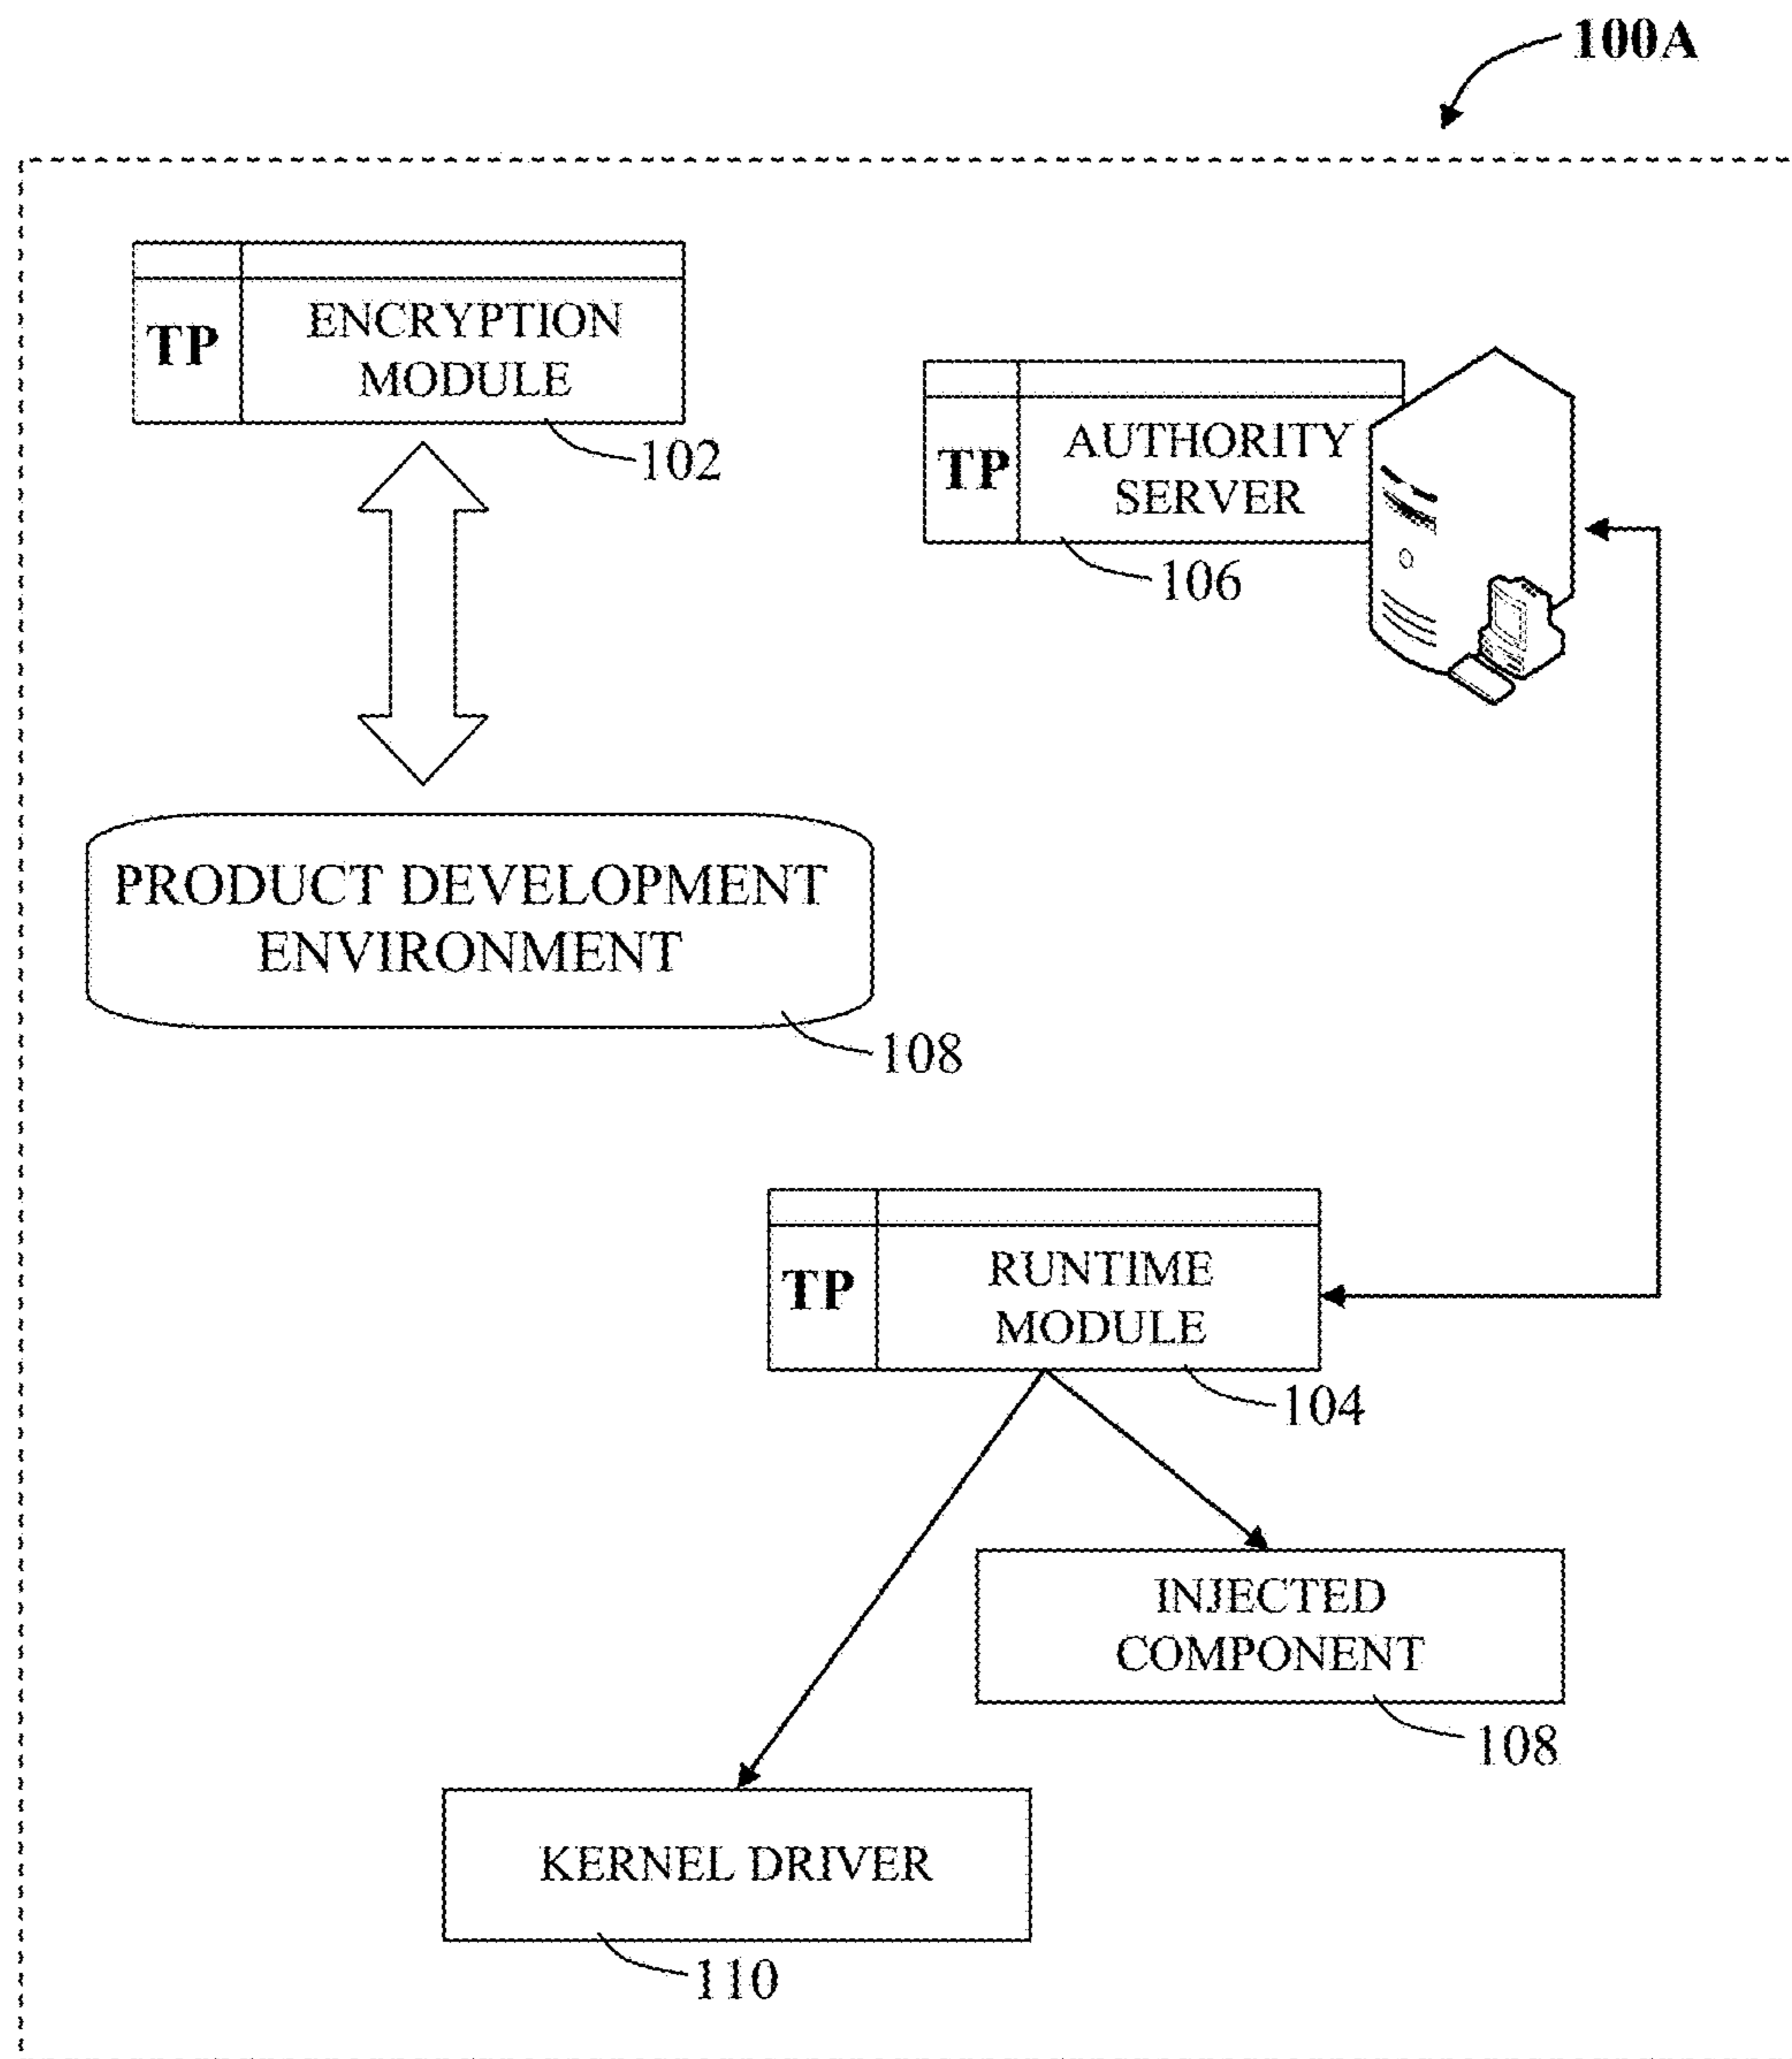 100A
TP
ENCRYPTION
MODULE
102
TP
AUTHORITY
SERVER
106
PRODUCT DEVELOPMENT
ENVIRONMENT
108
TP
RUNTIME
MODULE
104
INJECTED
COMPONENT
108
KERNEL DRIVER
110